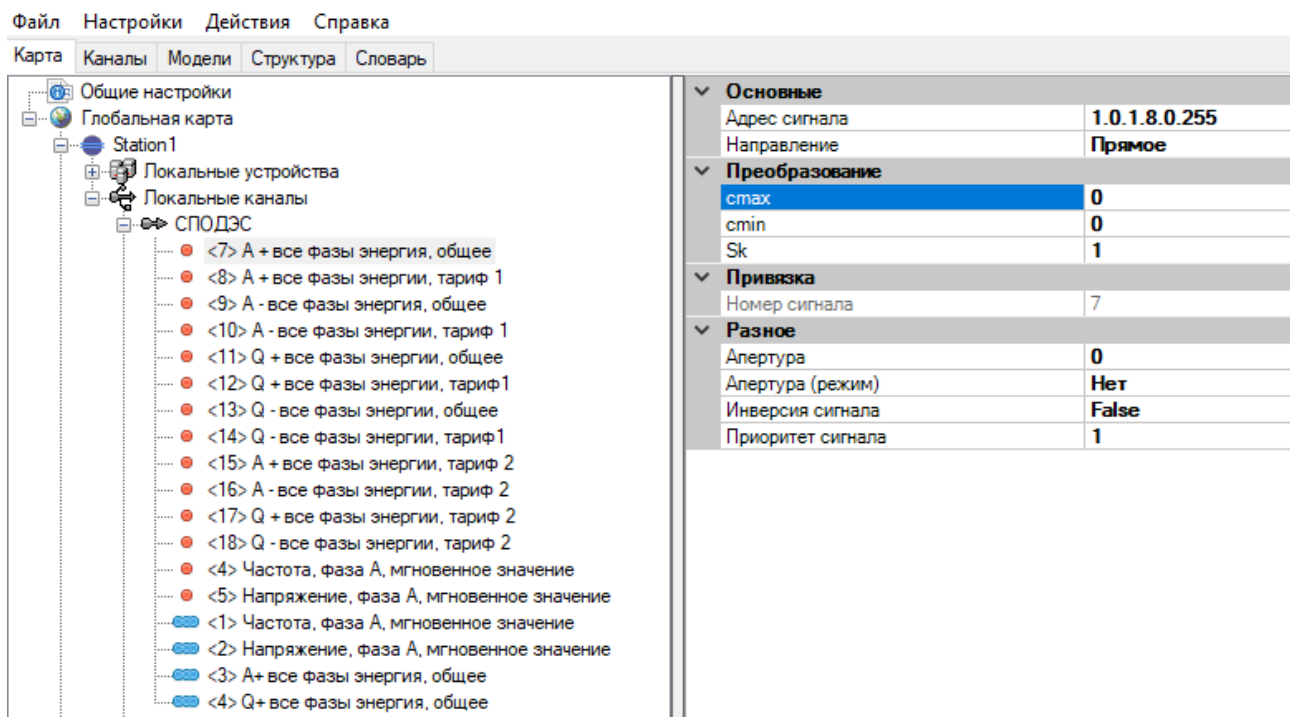 Файл Настройки Действия Справка
Карта Каналы Модели Структура Словарь
Общие настройки
Глобальная карта
Station1
Локальные устройства
Локальные каналы
СПОДЭС
<7> А + все фазы энергия, общее
<8> А + все фазы энергии, тариф 1
<9> А - все фазы энергия, общее
<10> А - все фазы энергии, тариф 1
<11> Q + все фазы энергии, общее
<12> Q + все фазы энергии, тариф1
<13> Q - все фазы энергии, общее
<14> Q - все фазы энергии, тариф1
<15> А + все фазы энергии, тариф 2
<16> А - все фазы энергии, тариф 2
<17> Q + все фазы энергии, тариф 2
<18> Q - все фазы энергии, тариф 2
<4> Частота, фаза А, мгновенное значение
<5> Напряжение, фаза А, мгновенное значение
<1> Частота, фаза А, мгновенное значение
<2> Напряжение, фаза А, мгновенное значение
<3> А+ все фазы энергия, общее
<4> Q+ все фазы энергия, общее
Основные
Адрес сигнала 1.0.1.8.0.255
Направление Прямое
Преобразование
cmax 0
cmin 0
Sk 1
Привязка
Номер сигнала 7
Разное
Апертура 0
Апертура (режим) Нет
Инверсия сигнала False
Приоритет сигнала 1